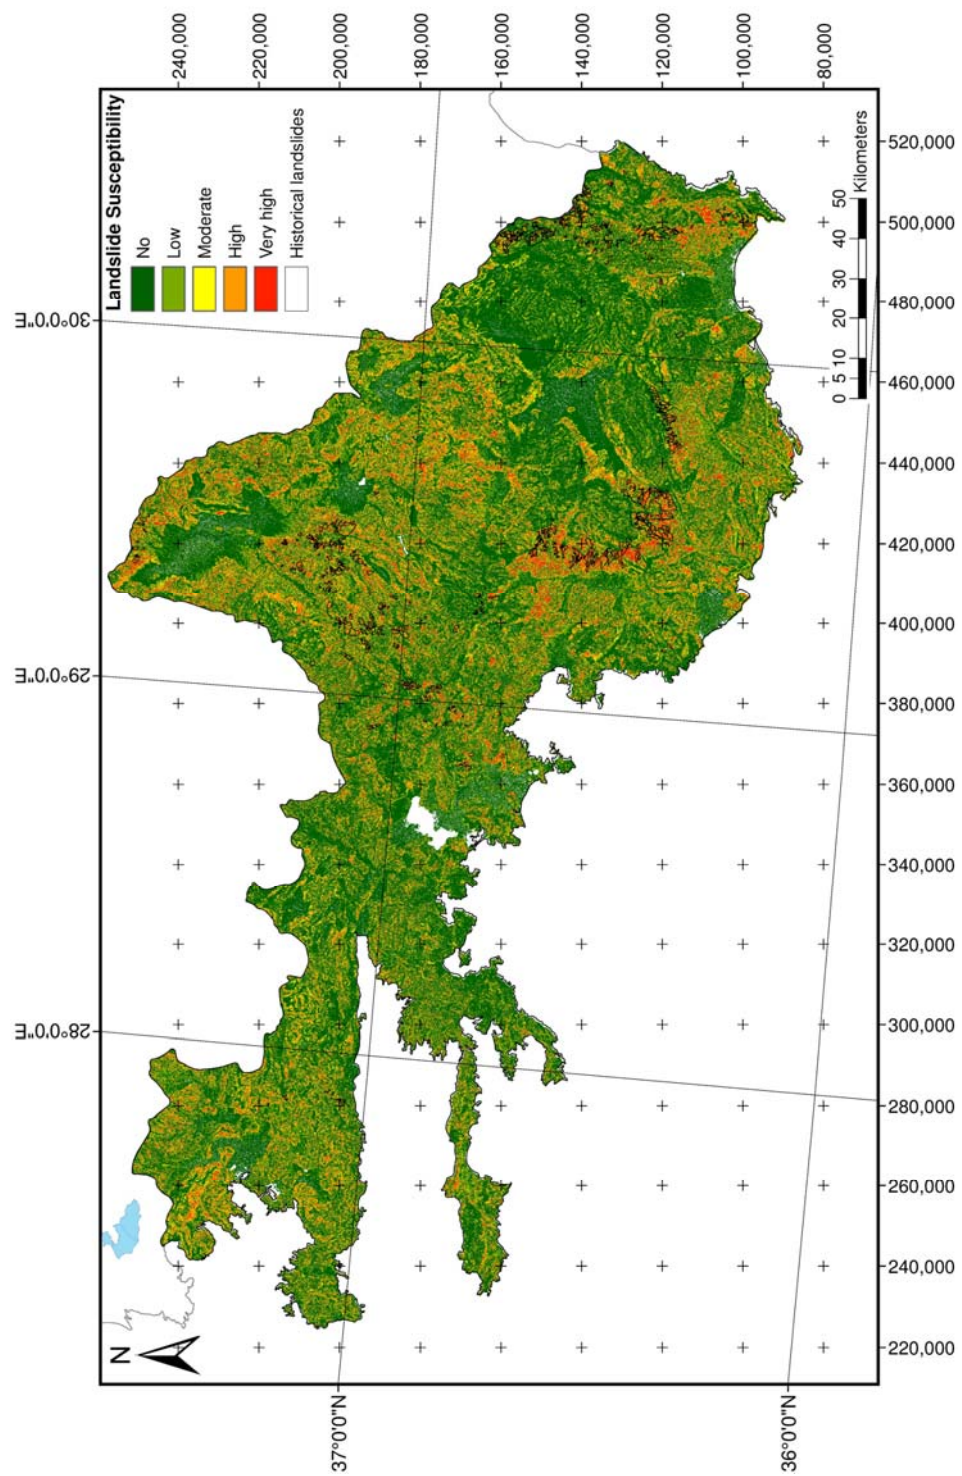 Landslide Susceptibility
No
Low
Moderate
High
Very high
Historical landslides
N
28°0'0"E
29°0'0"E
30°0'0"E
37°0'0"N
36°0'0"N
240,000
220,000
200,000
180,000
160,000
140,000
120,000
100,000
80,000
220,000
240,000
260,000
280,000
300,000
320,000
340,000
360,000
380,000
400,000
420,000
440,000
460,000
480,000
500,000
520,000
0 5 10 20 30 40 50
Kilometers